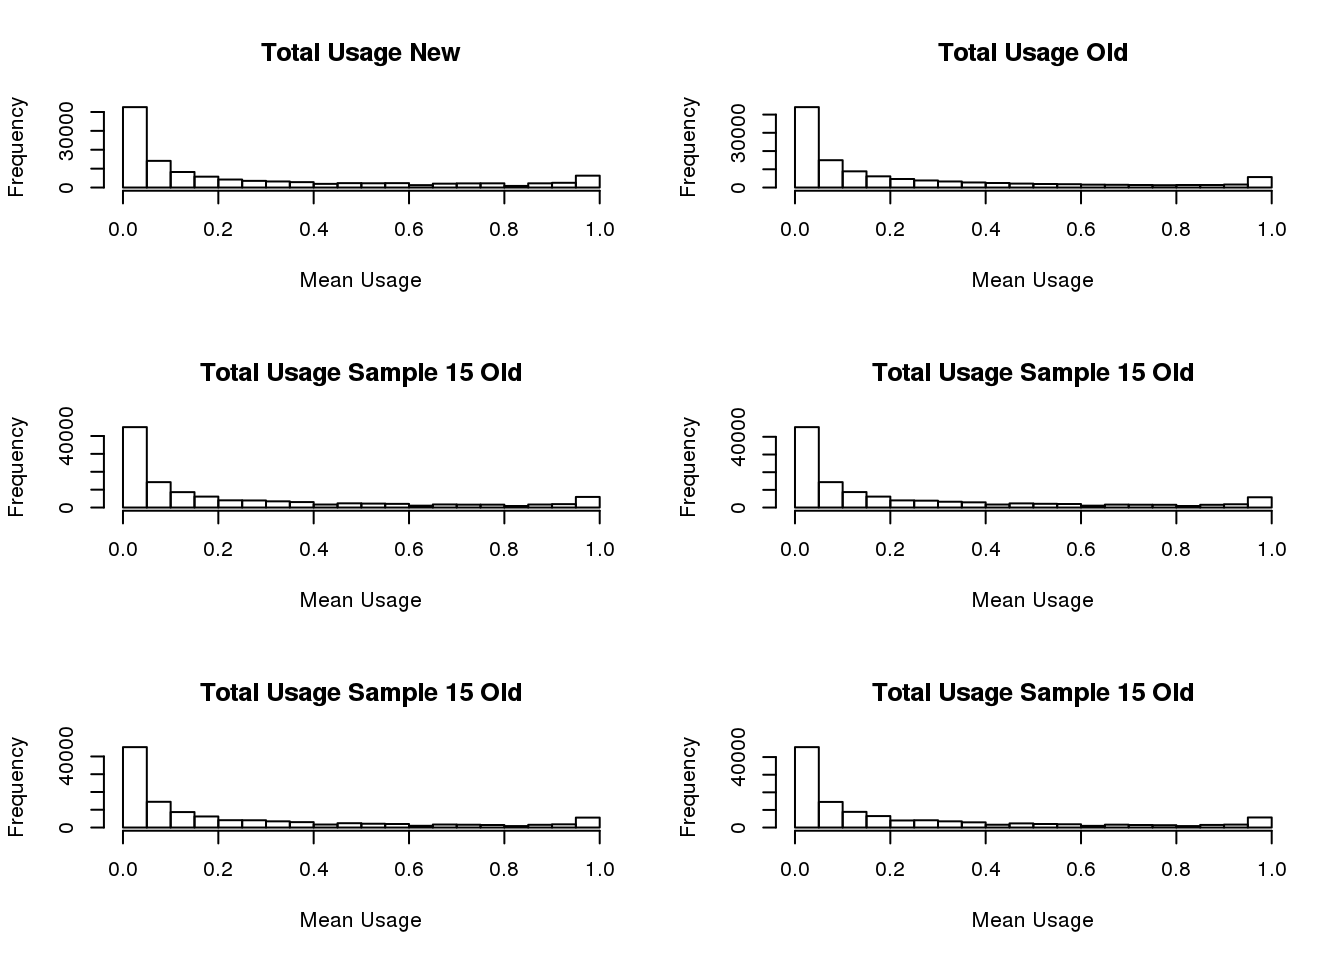 Total Usage New
Frequency
30000
0
0.0 0.2 0.4 0.6 0.8 1.0
Mean Usage
Total Usage Old
Frequency
30000
0
0.0 0.2 0.4 0.6 0.8 1.0
Mean Usage
Total Usage Sample 15 Old
Frequency
40000
0
0.0 0.2 0.4 0.6 0.8 1.0
Mean Usage
Total Usage Sample 15 Old
Frequency
40000
0
0.0 0.2 0.4 0.6 0.8 1.0
Mean Usage
Total Usage Sample 15 Old
Frequency
40000
0
0.0 0.2 0.4 0.6 0.8 1.0
Mean Usage
Total Usage Sample 15 Old
Frequency
40000
0
0.0 0.2 0.4 0.6 0.8 1.0
Mean Usage